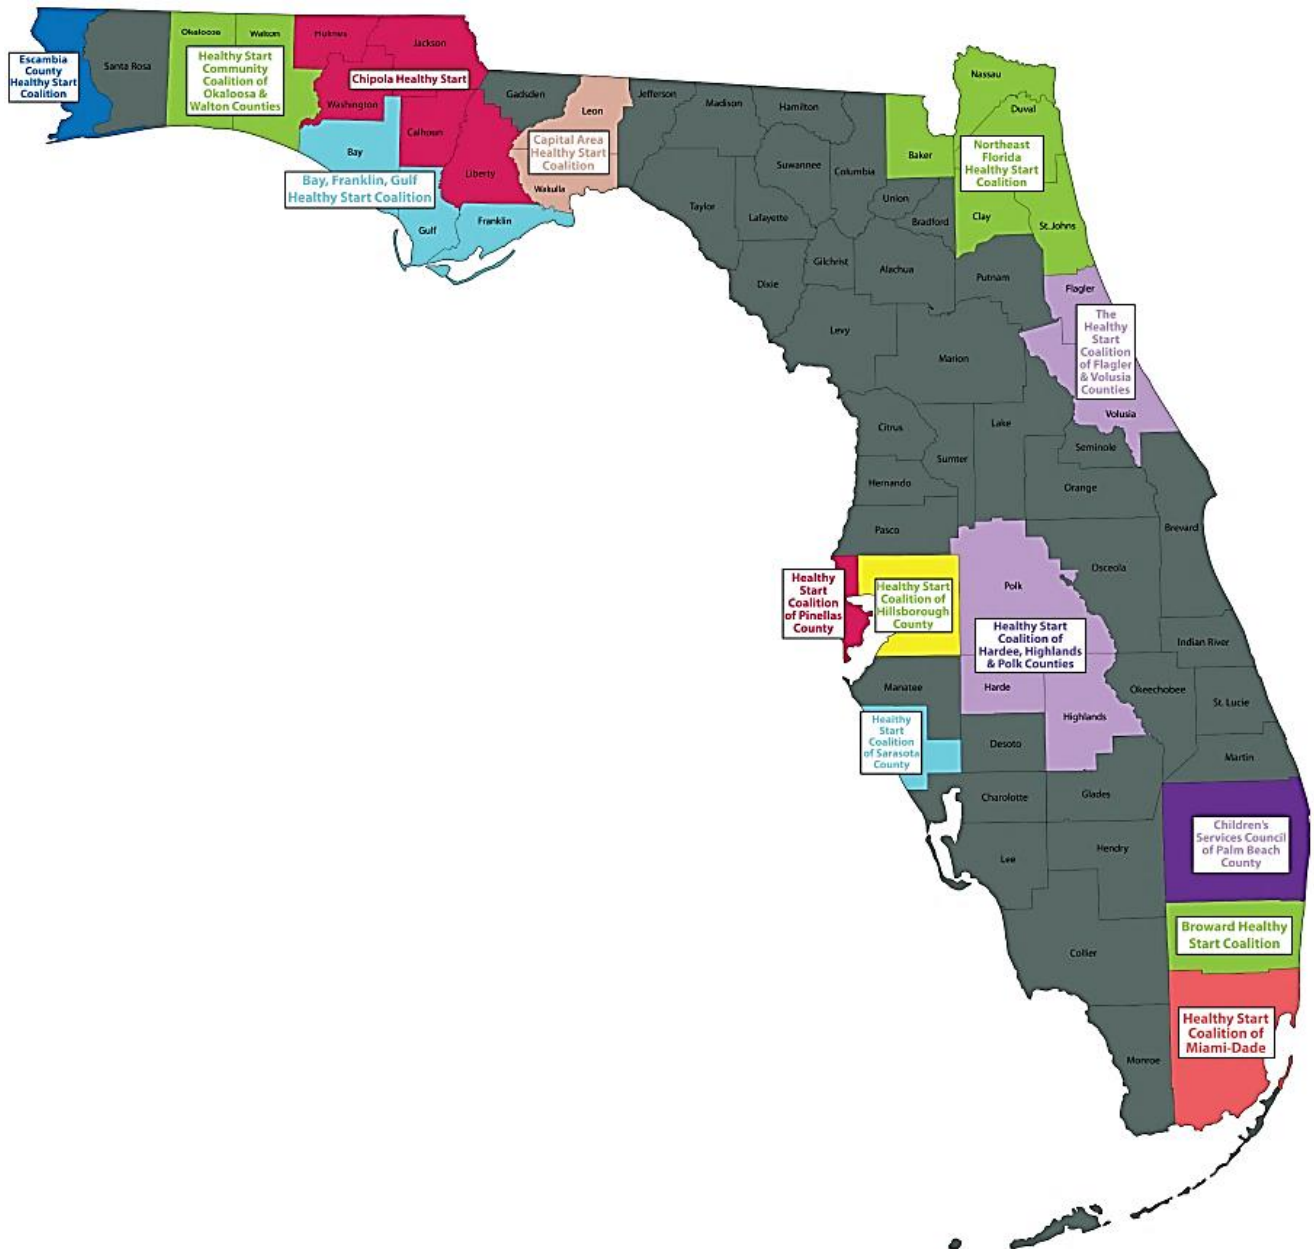 Escambia
County
Healthy Start
Coalition
Santa Rosa
Okaloosa
Walton
Healthy Start
Community
Coalition of
Okaloosa &
Walton Counties
Holmes
Jackson
Chipola Healthy Start
Washington
Calhoun
Bay
Liberty
Bay, Franklin, Gulf
Healthy Start Coalition
Gulf
Franklin
Gadsden
Leon
Capital Area
Healthy Start
Coalition
Wakulla
Jefferson
Madison
Hamilton
Suwannee
Columbia
Taylor
Lafayette
Union
Bradford
Baker
Nassau
Duval
Northeast
Florida
Healthy Start
Coalition
Clay
St. Johns
Dixie
Gilchrist
Alachua
Putnam
Flagler
The
Healthy
Start
Coalition
of Flagler
& Volusia
Counties
Volusia
Levy
Marion
Citrus
Sumter
Lake
Seminole
Hernando
Orange
Pasco
Brevard
Osceola
Healthy
Start
Coalition
of Pinellas
County
Healthy Start
Coalition of
Hillsborough
County
Polk
Healthy Start
Coalition of
Hardee, Highlands
& Polk Counties
Indian River
Manatee
Harde
Highlands
Okeechobee
St. Lucie
Healthy
Start
Coalition
of Sarasota
County
Desoto
Martin
Charolotte
Glades
Children's
Services Council
of Palm Beach
County
Lee
Hendry
Broward Healthy
Start Coalition
Collier
Healthy Start
Coalition of
Miami-Dade
Monroe